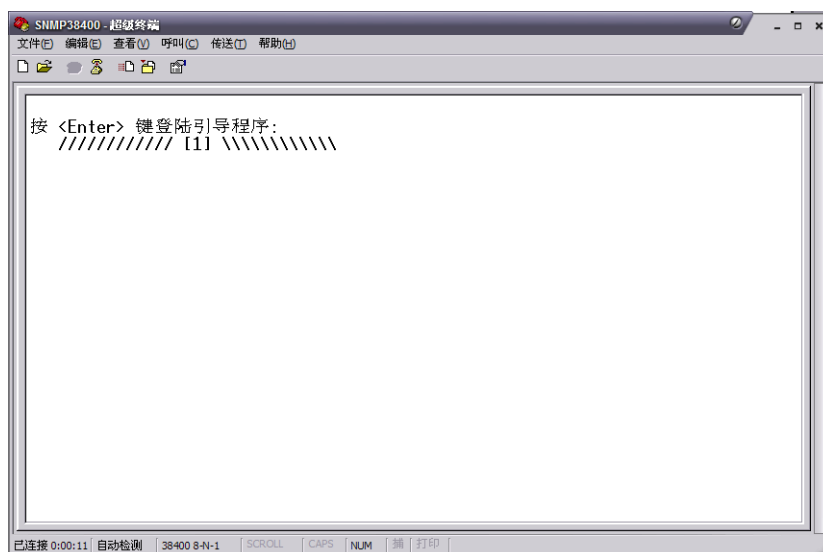 SNMP38400 - 超级终端
文件(F) 编辑(E) 查看(V) 呼叫(C) 传送(T) 帮助(H)
按 <Enter> 键登陆引导程序:
//////////// [1] \\\\\\\\\\\\
已连接 0:00:11 自动检测 38400 8-N-1 SCROLL CAPS NUM 捕 打印